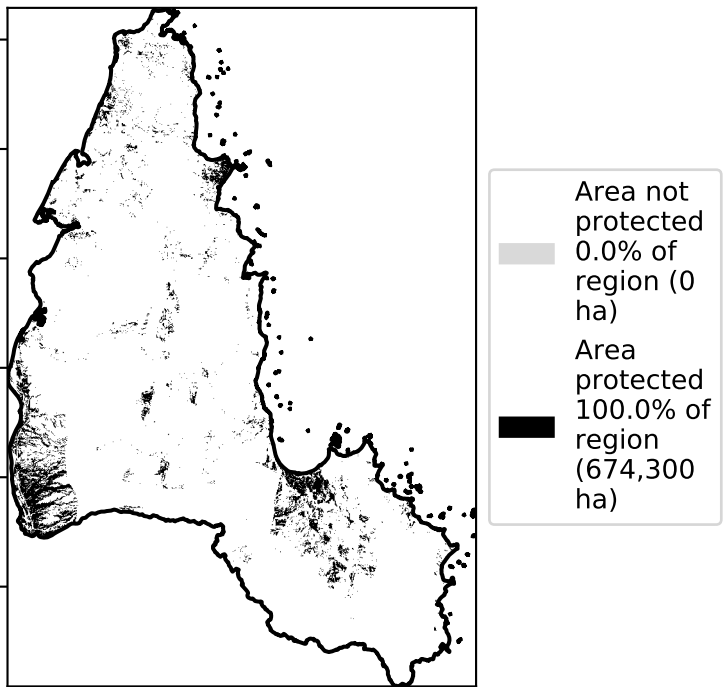 Area not
protected
0.0% of
region (0
ha)
Area
protected
100.0% of
region
(674,300
ha)